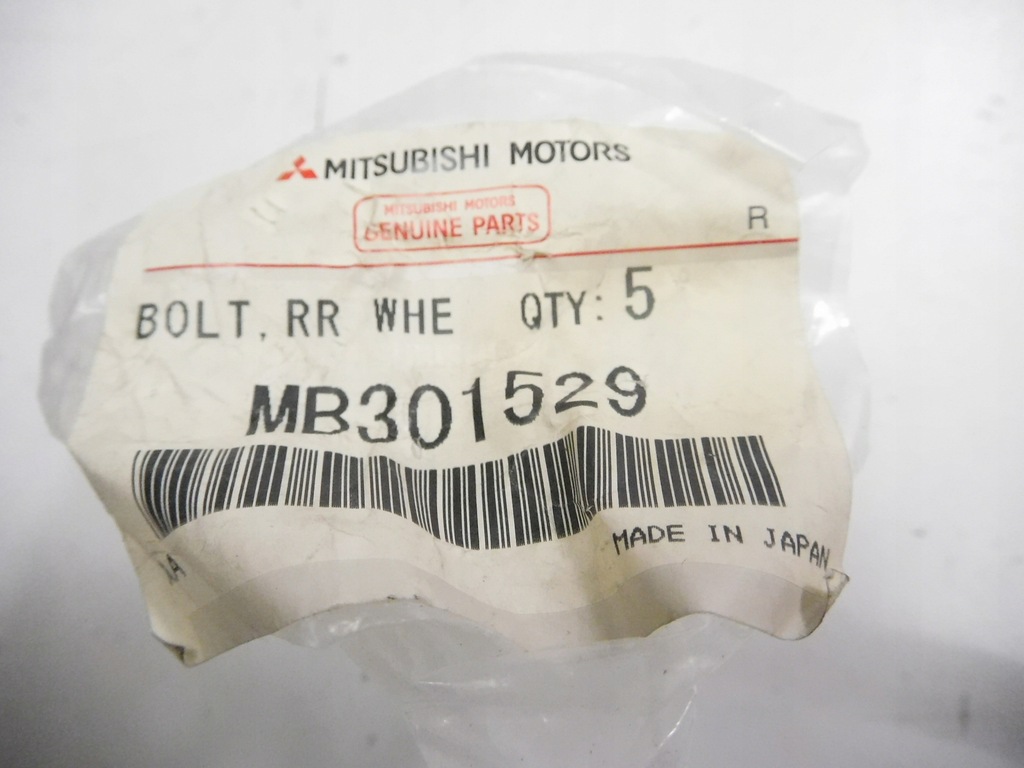 MITSUBISHI MOTORS
MITSUBISHI MOTORS
GENUINE PARTS
R
BOLT, RR WHE QTY: 5
MB301529
MADE IN JAPAN